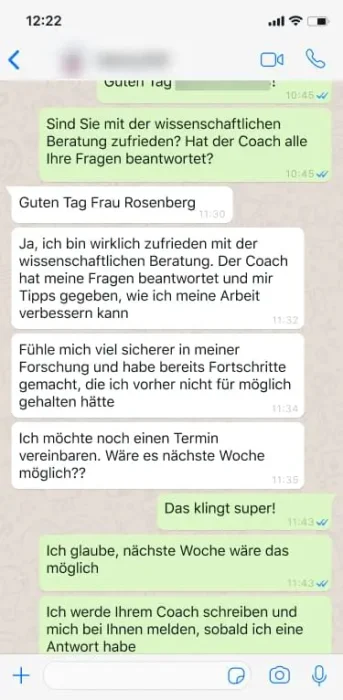 12:22
Guten Tag !
10:45
Sind Sie mit der wissenschaftlichen
Beratung zufrieden? Hat der Coach alle
Ihre Fragen beantwortet?
10:45
Guten Tag Frau Rosenberg
11:30
Ja, ich bin wirklich zufrieden mit der
wissenschaftlichen Beratung. Der Coach
hat meine Fragen beantwortet und mir
Tipps gegeben, wie ich meine Arbeit
verbessern kann
11:32
Fühle mich viel sicherer in meiner
Forschung und habe bereits Fortschritte
gemacht, die ich vorher nicht für möglich
gehalten hätte
11:34
Ich möchte noch einen Termin
vereinbaren. Wäre es nächste Woche
möglich??
11:35
Das klingt super!
11:43
Ich glaube, nächste Woche wäre das
möglich
11:43
Ich werde Ihrem Coach schreiben und
mich bei Ihnen melden, sobald ich eine
Antwort habe